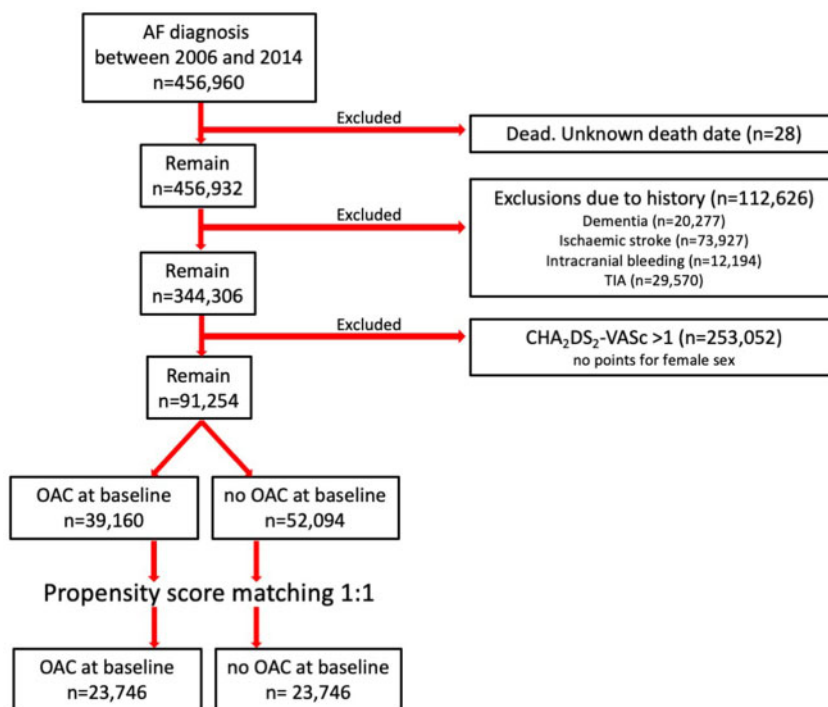 AF diagnosis
between 2006 and 2014
n=456,960
Excluded
Dead. Unknown death date (n=28)
Remain
n=456,932
Excluded
Exclusions due to history (n=112,626)
Dementia (n=20,277)
Ischaemic stroke (n=73,927)
Intracranial bleeding (n=12,194)
TIA (n=29,570)
Remain
n=344,306
Excluded
CHA₂DS₂-VASc >1 (n=253,052)
no points for female sex
Remain
n=91,254
OAC at baseline
n=39,160
no OAC at baseline
n=52,094
Propensity score matching 1:1
OAC at baseline
n=23,746
no OAC at baseline
n= 23,746